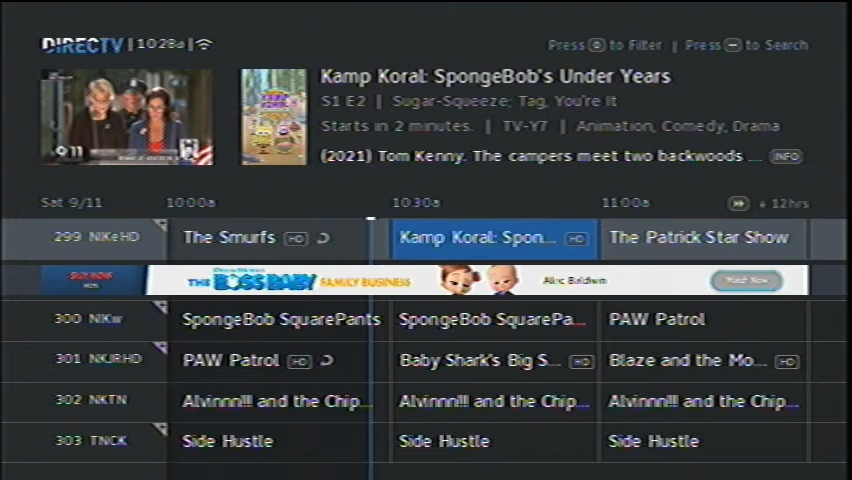 DIRECTV | 10:28a |
Press to Filter | Press to Search
Kamp Koral: SpongeBob's Under Years
S1 E2 | Sugar-Squeeze; Tag, You're It
Starts in 2 minutes. | TV-Y7 | Animation, Comedy, Drama
(2021) Tom Kenny. The campers meet two backwoods ... INFO
9/11
Sat 9/11 10:00a 10:30a 11:00a + 12hrs
299 NIKeHD The Smurfs HD Kamp Koral: Spon... HD The Patrick Star Show
THE BOSS BABY FAMILY BUSINESS Alec Baldwin Watch Now
300 NIKw SpongeBob SquarePants SpongeBob SquarePa... PAW Patrol
301 NKJRHD PAW Patrol HD Baby Shark's Big S... HD Blaze and the Mo... HD
302 NKTN Alvinnn!!! and the Chip... Alvinnn!!! and the Chip... Alvinnn!!! and the Chip...
303 TNCK Side Hustle Side Hustle Side Hustle